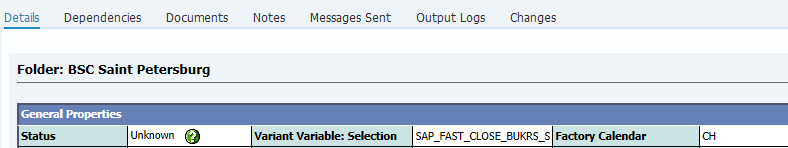 Details Dependencies Documents Notes Messages Sent Output Logs Changes
Folder: BSC Saint Petersburg
General Properties
Status Unknown ? Variant Variable: Selection SAP_FAST_CLOSE_BUKRS_S Factory Calendar CH